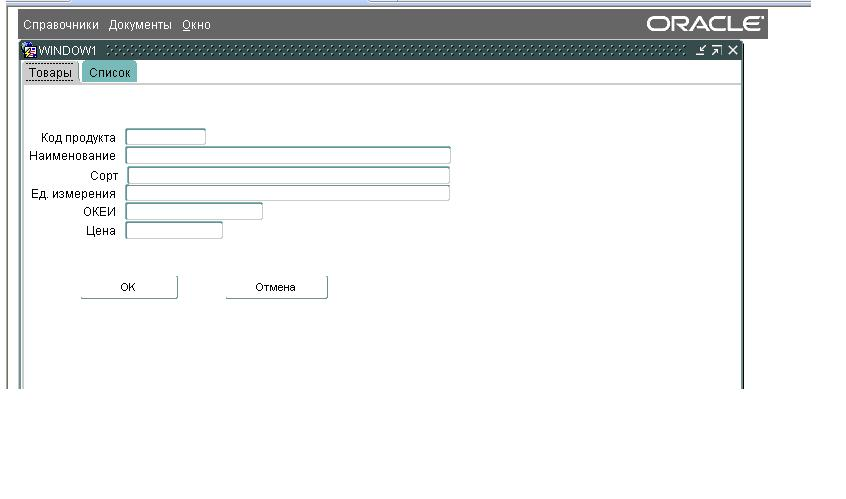 Справочники Документы Окно ORACLE
WINDOW1
Товары Список
Код продукта
Наименование
Сорт
Ед. измерения
ОКЕИ
Цена
OK Отмена